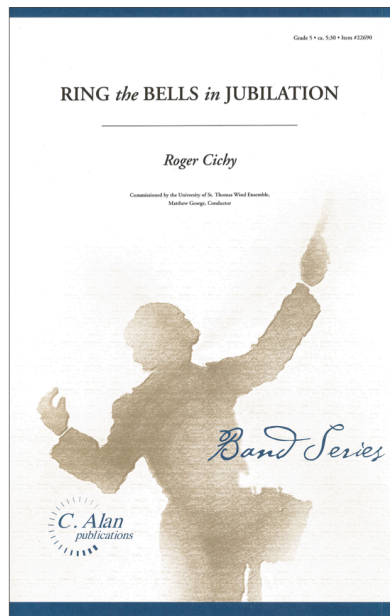 Grade 5 • ca. 5:30 • Item #22690
RING the BELLS in JUBILATION
Roger Cichy
Commissioned by the University of St. Thomas Wind Ensemble,
Matthew George, Conductor
Band Series
C. Alan
publications